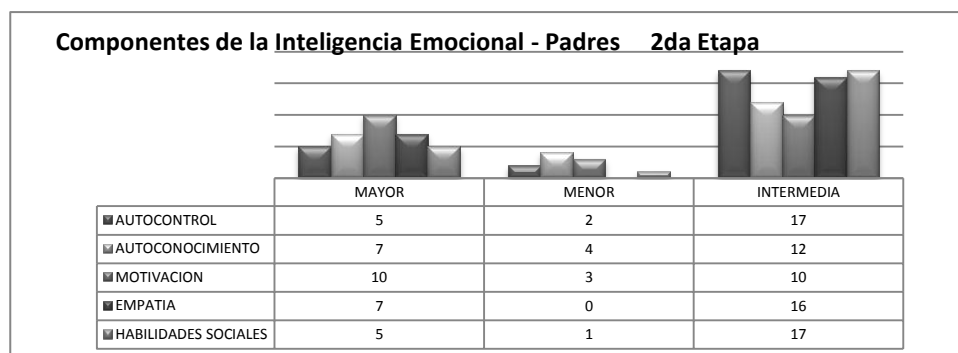 Componentes de la Inteligencia Emocional - Padres 2da Etapa
MAYOR MENOR INTERMEDIA
AUTOCONTROL 5 2 17
AUTOCONOCIMIENTO 7 4 12
MOTIVACION 10 3 10
EMPATIA 7 0 16
HABILIDADES SOCIALES 5 1 17